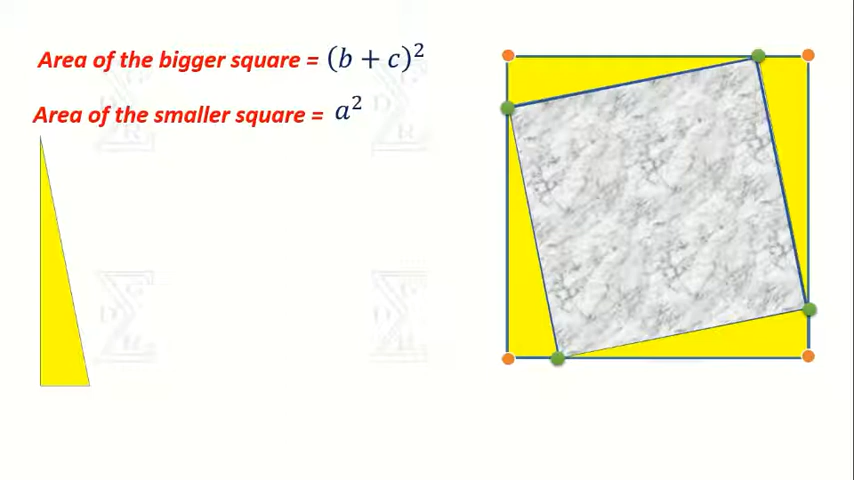 Area of the bigger square = (b + c)²
Area of the smaller square = a²